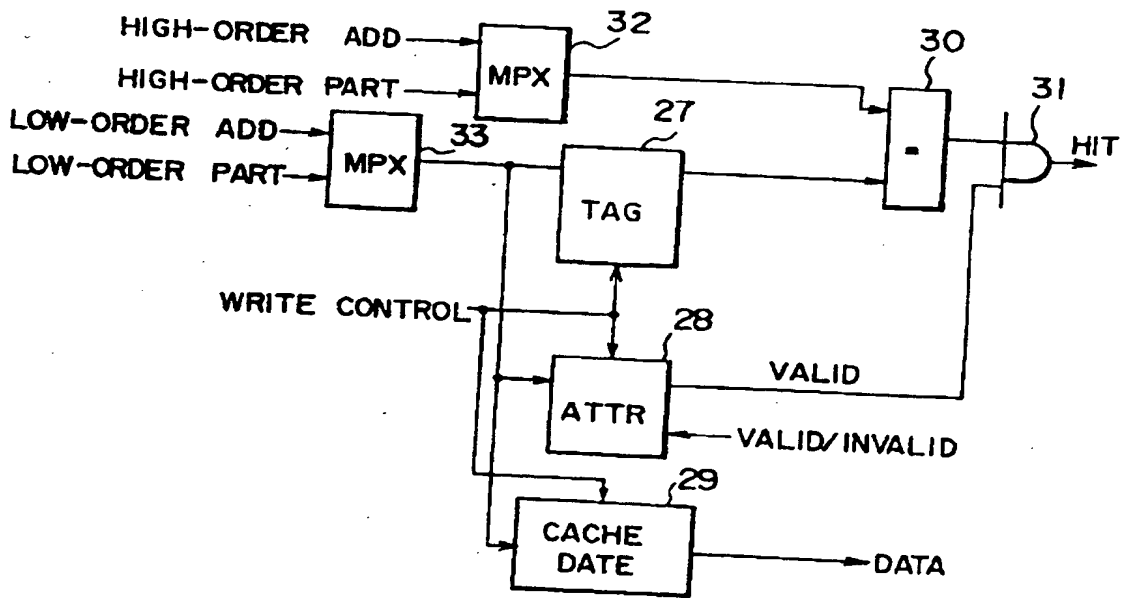 HIGH-ORDER ADD
HIGH-ORDER PART
MPX
32
LOW-ORDER ADD
LOW-ORDER PART
MPX
33
27
TAG
30
=
31
HIT
WRITE CONTROL
28
ATTR
VALID
VALID/INVALID
29
CACHE
DATE
DATA